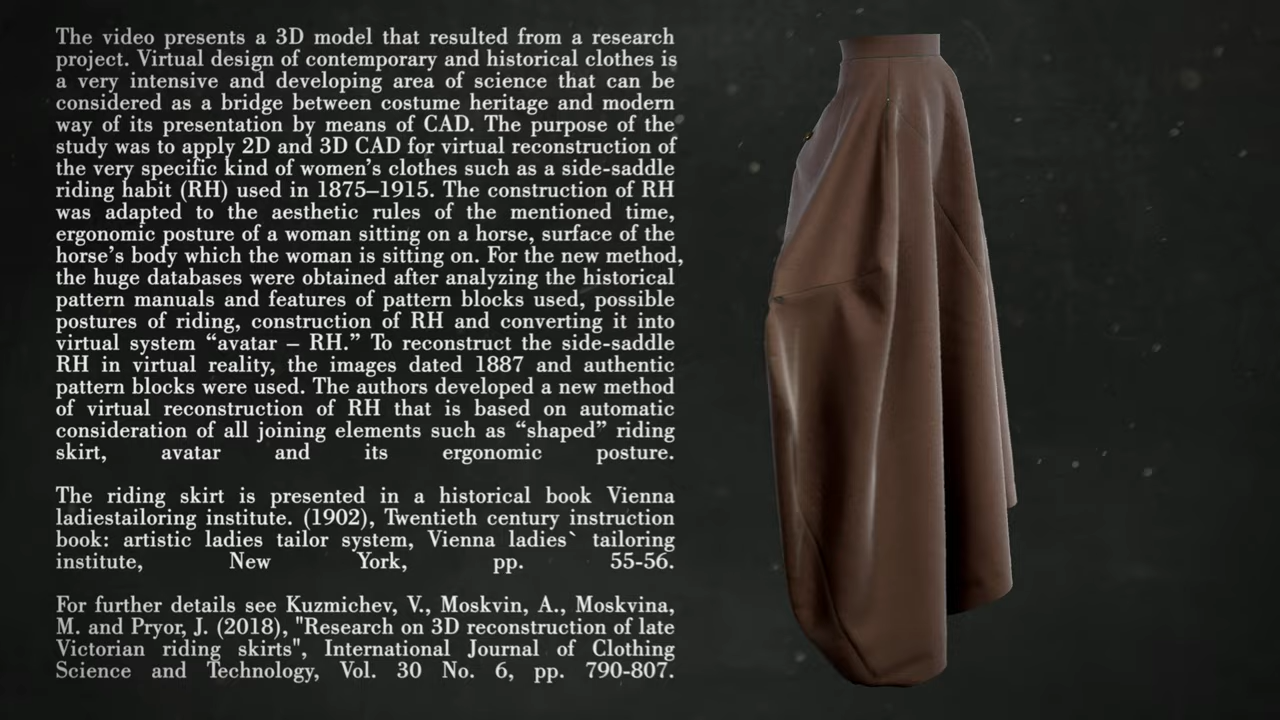 The video presents a 3D model that resulted from a research
project. Virtual design of contemporary and historical clothes is
a very intensive and developing area of science that can be
considered as a bridge between costume heritage and modern
way of its presentation by means of CAD. The purpose of the
study was to apply 2D and 3D CAD for virtual reconstruction of
the very specific kind of women's clothes such as a side-saddle
riding habit (RH) used in 1875–1915. The construction of RH
was adapted to the aesthetic rules of the mentioned time,
ergonomic posture of a woman sitting on a horse, surface of the
horse's body which the woman is sitting on. For the new method,
the huge databases were obtained after analyzing the historical
pattern manuals and features of pattern blocks used, possible
postures of riding, construction of RH and converting it into
virtual system “avatar – RH.” To reconstruct the side-saddle
RH in virtual reality, the images dated 1887 and authentic
pattern blocks were used. The authors developed a new method
of virtual reconstruction of RH that is based on automatic
consideration of all joining elements such as “shaped” riding
skirt, avatar and its ergonomic posture.
The riding skirt is presented in a historical book Vienna
ladiestailoring institute. (1902), Twentieth century instruction
book: artistic ladies tailor system, Vienna ladies` tailoring
institute, New York, pp. 55-56.
For further details see Kuzmichev, V., Moskvin, A., Moskvina,
M. and Pryor, J. (2018), "Research on 3D reconstruction of late
Victorian riding skirts", International Journal of Clothing
Science and Technology, Vol. 30 No. 6, pp. 790-807.